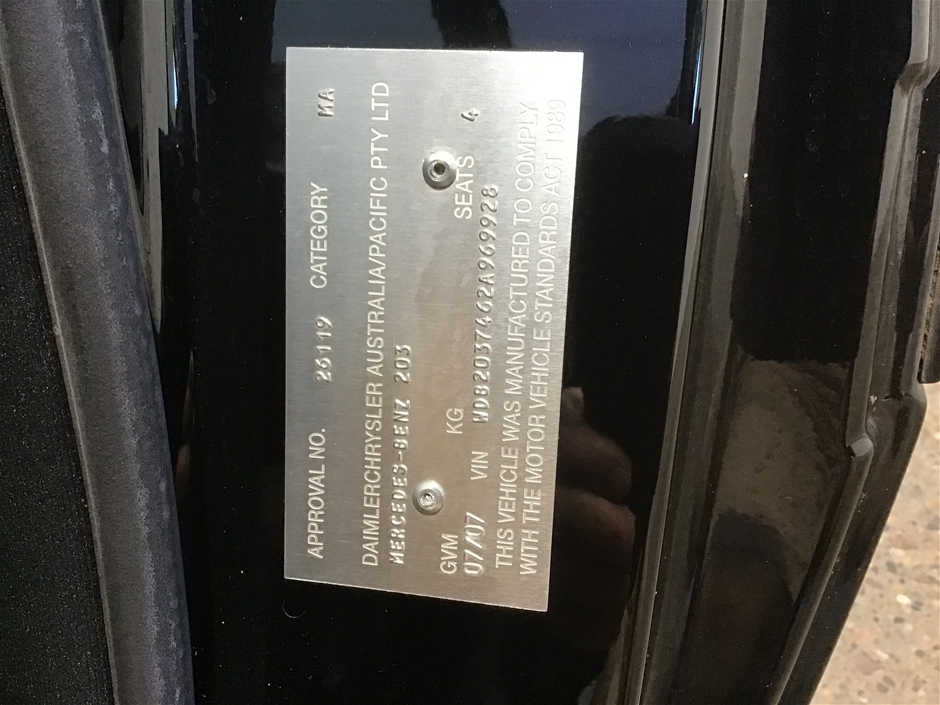 APPROVAL NO. 26119 CATEGORY MA
DAIMLERCHRYSLER AUSTRALIA/PACIFIC PTY LTD
MERCEDES-BENZ 203
GVM KG SEATS 4
07/07 VIN WDB2037462A969928
THIS VEHICLE WAS MANUFACTURED TO COMPLY
WITH THE MOTOR VEHICLE STANDARDS ACT 1989